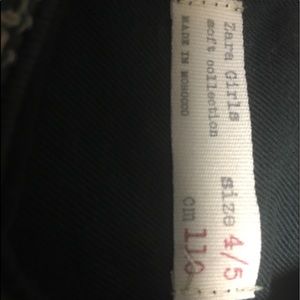 Zara Girls
soft collection
MADE IN MOROCCO
size 4/5
cm 110